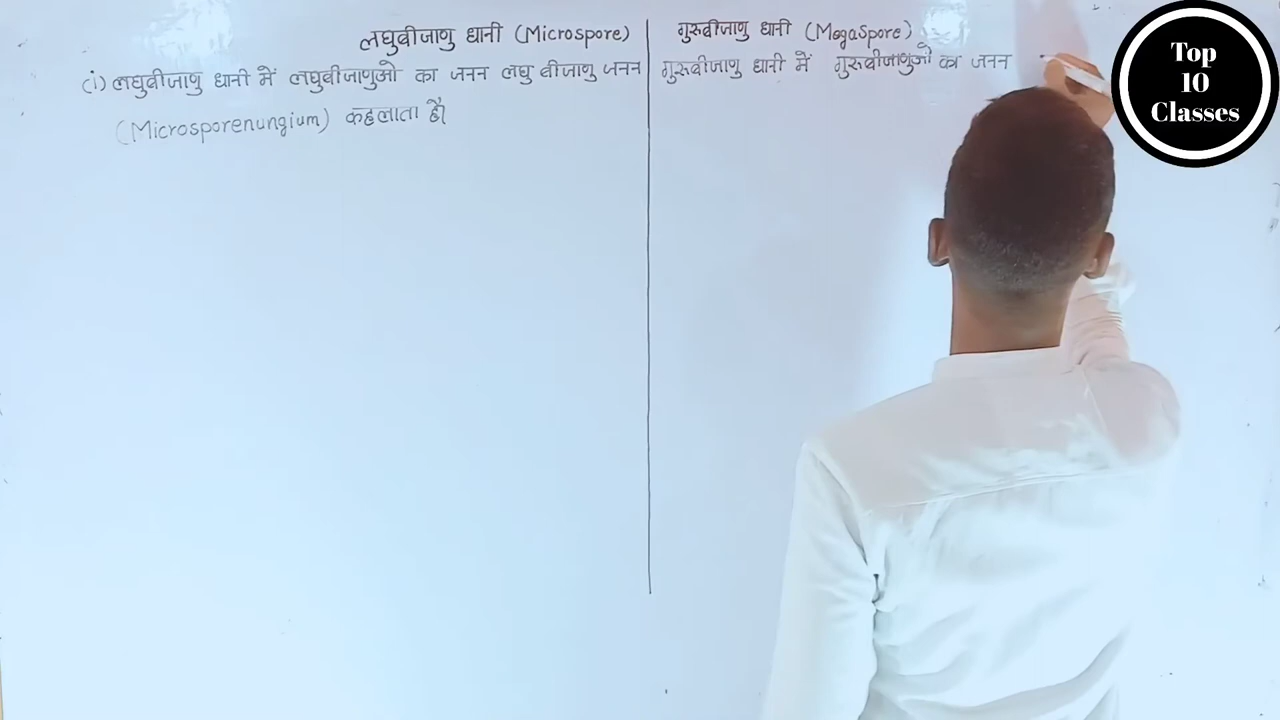 लघुबीजाणु धानी (Microspore)
(i) लघुबीजाणु धानी में लघुबीजाणुओ का जनन लघु बीजाणु जनन
(Microsporenungium) कहलाता है।
गुरूबीजाणु धानी (MegaSpore)
गुरूबीजाणु धानी में गुरूबीजाणुओ का जनन
Top
10
Classes